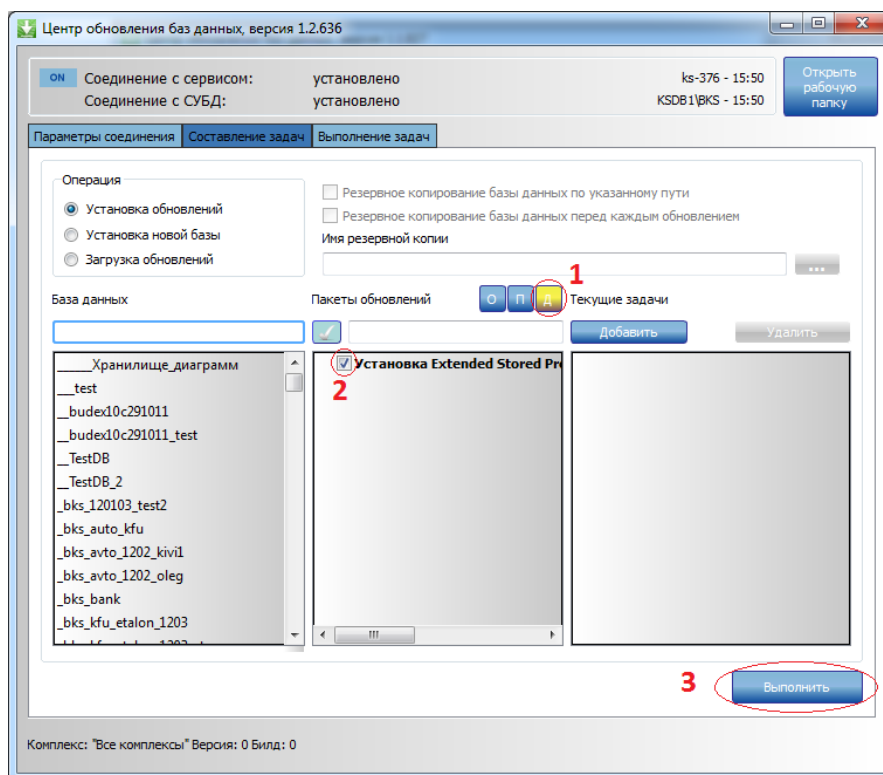 Центр обновления баз данных, версия 1.2.636
ON Соединение с сервисом: установлено ks-376 - 15:50
Соединение с СУБД: установлено KSDB1\BKS - 15:50
Открыть
рабочую
папку
Параметры соединения Составление задач Выполнение задач
Операция
Установка обновлений
Установка новой базы
Загрузка обновлений
Резервное копирование базы данных по указанному пути
Резервное копирование базы данных перед каждым обновлением
Имя резервной копии
...
1
База данных Пакеты обновлений О П Д Текущие задачи
Добавить Удалить
_____Хранилище_диаграмм
___test
__budex10c291011
__budex10c291011_test
__TestDB
__TestDB_2
_bks_120103_test2
_bks_auto_kfu
_bks_avto_1202_kivi1
_bks_avto_1202_oleg
_bks_bank
_bks_kfu_etalon_1203
Установка Extended Stored Pro
2
3
Выполнить
Комплекс: "Все комплексы" Версия: 0 Билд: 0